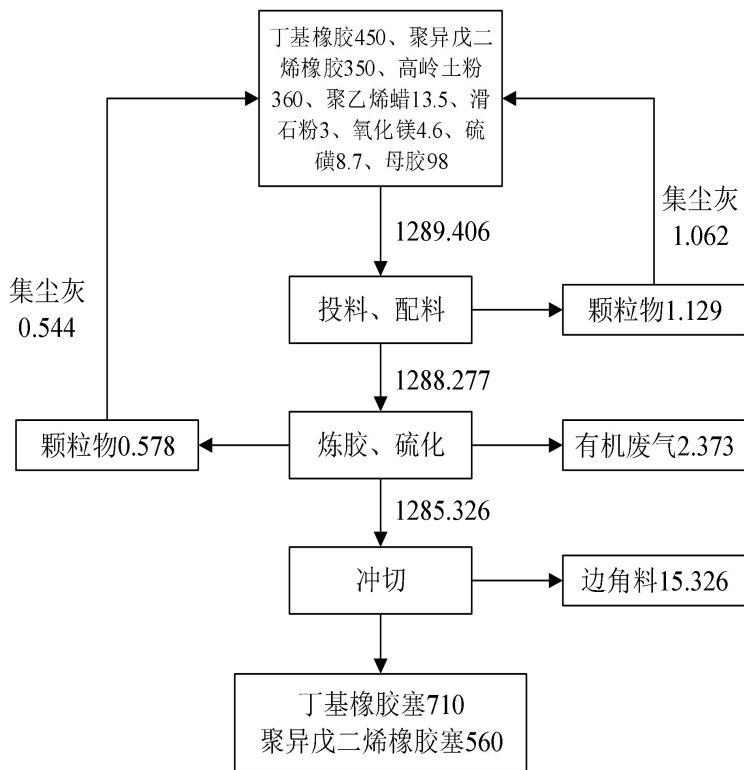 丁基橡胶450、聚异戊二
烯橡胶350、高岭土粉
360、聚乙烯蜡13.5、滑
石粉3、氧化镁4.6、硫
磺8.7、母胶98
集尘灰
1.062
1289.406
集尘灰
0.544
投料、配料
颗粒物1.129
1288.277
颗粒物0.578
炼胶、硫化
有机废气2.373
1285.326
冲切
边角料15.326
丁基橡胶塞710
聚异戊二烯橡胶塞560